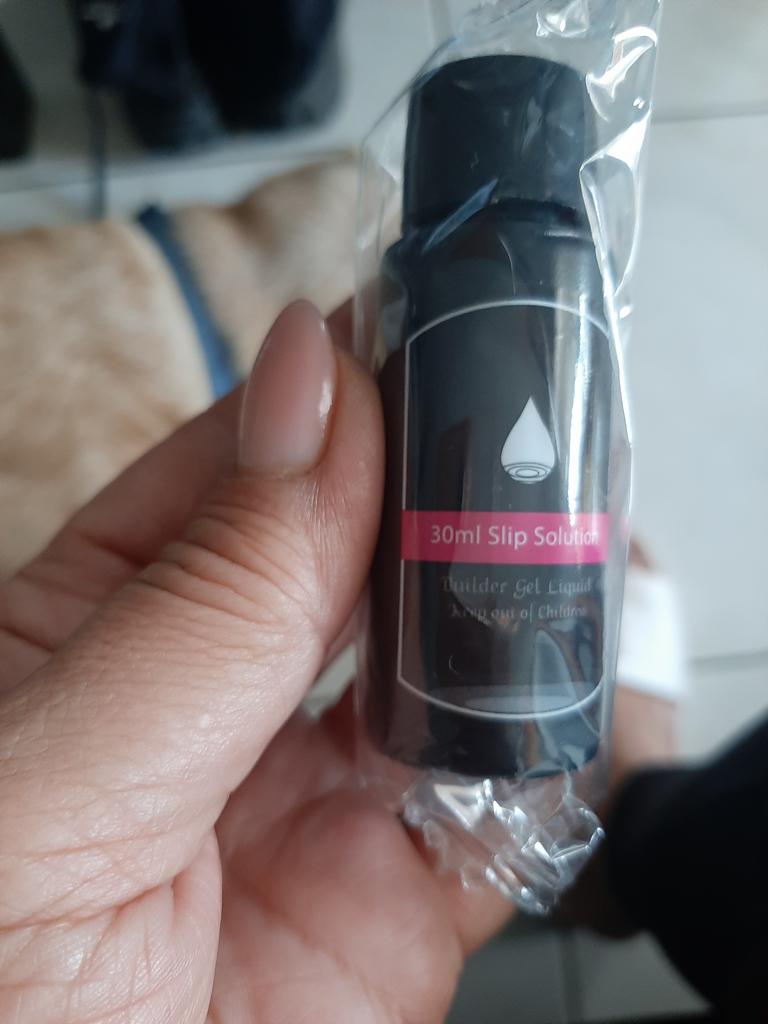 30ml Slip Solution
Builder Gel Liquid
Keep out of Children